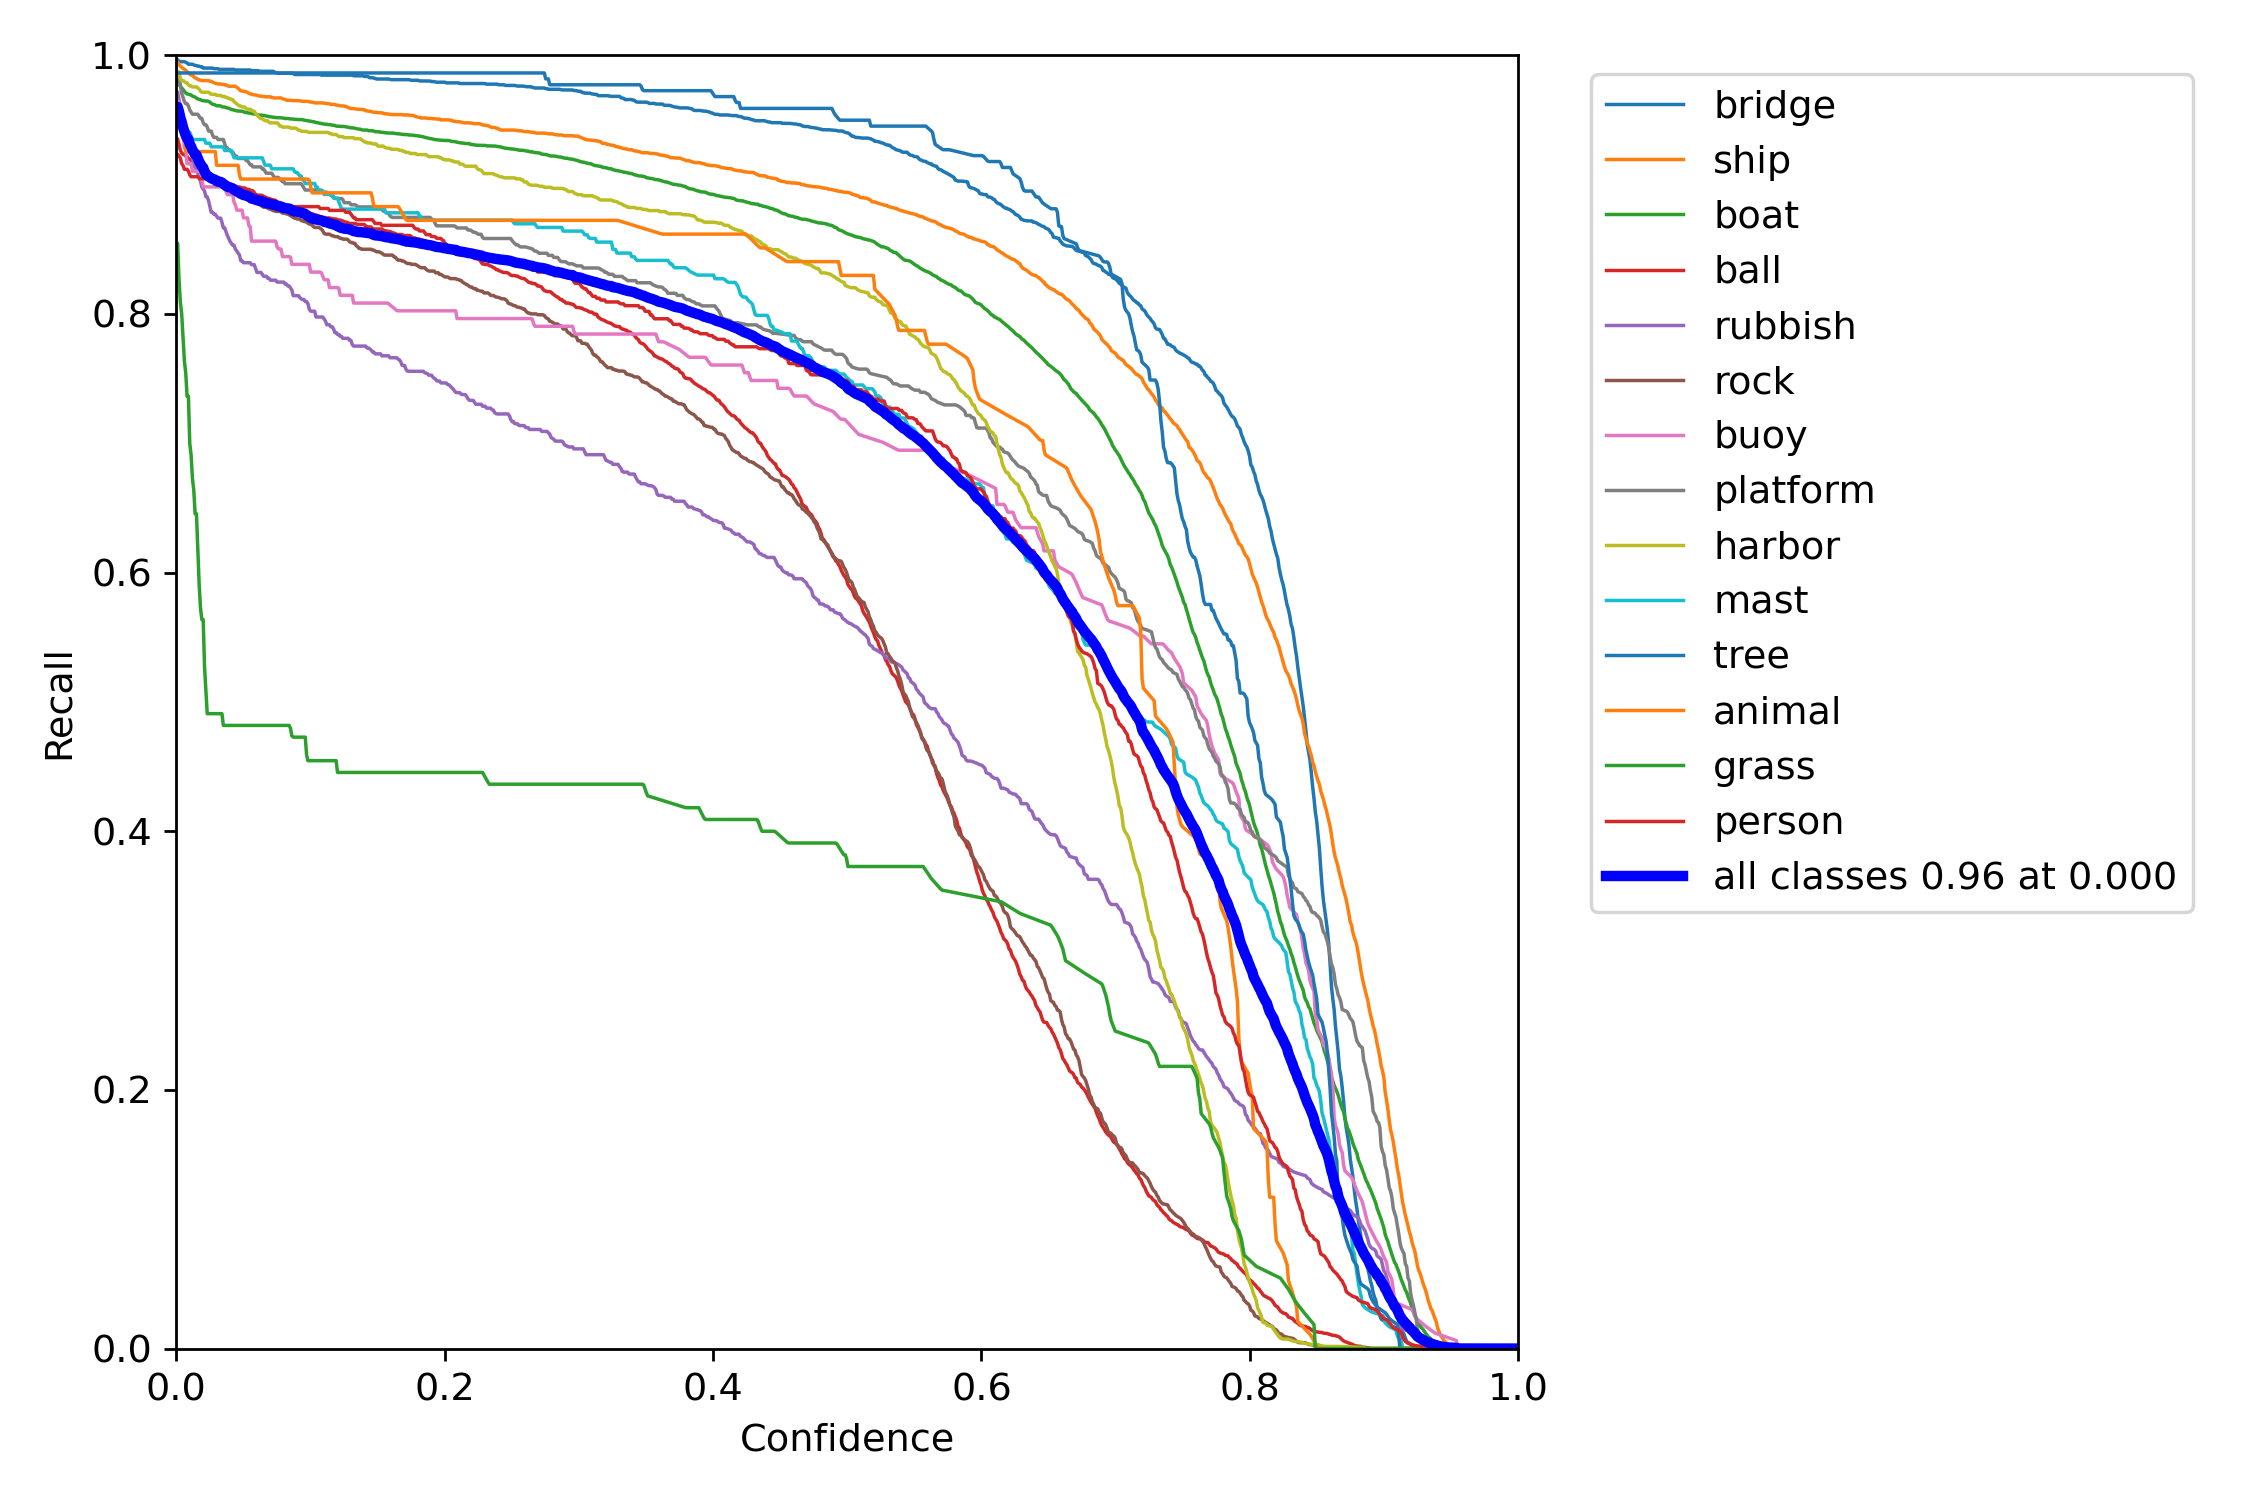 1.0
0.8
0.6
0.4
0.2
0.0
Recall
0.0 0.2 0.4 0.6 0.8 1.0
Confidence
bridge
ship
boat
ball
rubbish
rock
buoy
platform
harbor
mast
tree
animal
grass
person
all classes 0.96 at 0.000